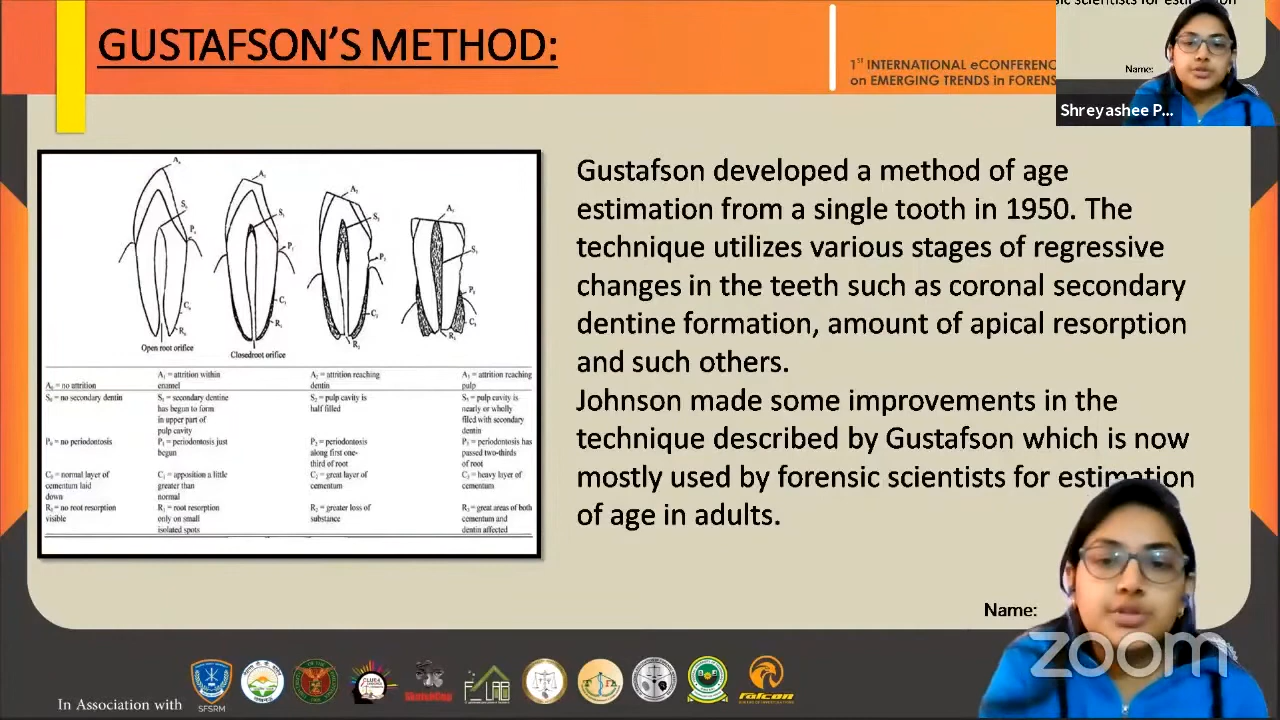 GUSTAFSON’S METHOD:
1ST INTERNATIONAL eCONFERENC
on EMERGING TRENDS in FORENS
Name:
Shreyashee P...
Gustafson developed a method of age
estimation from a single tooth in 1950. The
technique utilizes various stages of regressive
changes in the teeth such as coronal secondary
dentine formation, amount of apical resorption
and such others.
Johnson made some improvements in the
technique described by Gustafson which is now
mostly used by forensic scientists for estimation
of age in adults.
Open root orifice
Closedroot orifice
A₀ = no attrition
A₁ = attrition within
enamel
A₂ = attrition reaching
dentin
A₃ = attrition reaching
pulp
S₀ = no secondary dentin
S₁ = secondary dentine
has begun to form
in upper part of
pulp cavity
S₂ = pulp cavity is
half filled
S₃ = pulp cavity is
nearly or wholly
filled with secondary
dentin
P₀ = no periodontosis
P₁ = periodontosis just
begun
P₂ = periodontosis
along first one-
third of root
P₃ = periodontosis has
passed two-thirds
of root
C₀ = normal layer of
cementum laid
down
C₁ = apposition a little
greater than
normal
C₂ = great layer of
cementum
C₃ = heavy layer of
cementum
R₀ = no root resorption
visible
R₁ = root resorption
only on small
isolated spots
R₂ = greater loss of
substance
R₃ = great areas of both
cementum and
dentin affected
Name:
zoom
In Association with
SFSRM
falcon